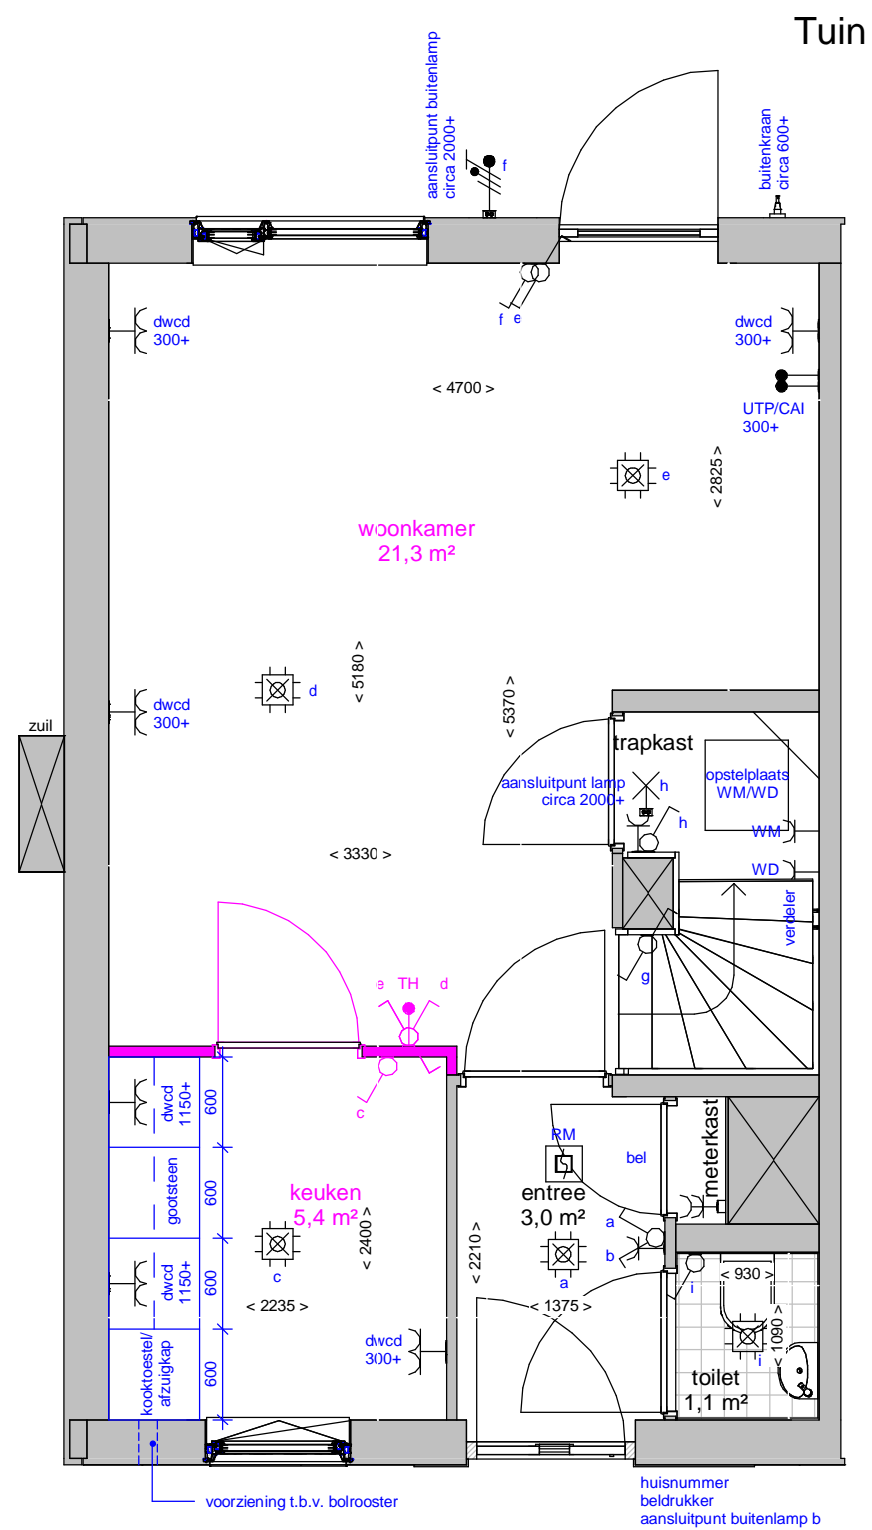 Tuin
aansluitpunt buitenlamp
circa 2000+
f
buitenkraan
circa 600+
f e
dwcd
300+
dwcd
300+
< 4700 >
UTP/CAI
300+
< 2825 >
e
woonkamer
21,3 m²
< 5180 >
d
< 5370 >
dwcd
300+
zuil
trapkast
aansluitpunt lamp
circa 2000+
h
h
opstelplaats
WM/WD
WM
WD
< 3330 >
verdeler
g
e TH d
c
dwcd
1150+
600
gootsteen
600
dwcd
1150+
600
kooktoestel/
afzuigkap
600
keuken
5,4 m²
< 2400 >
c
< 2235 >
dwcd
300+
RM
bel
meterkast
entree
3,0 m²
a
b
< 2210 >
a
< 1375 >
i
< 930 >
< 1090 >
i
toilet
1,1 m²
voorziening t.b.v. bolrooster
huisnummer
beldrukker
aansluitpunt buitenlamp b